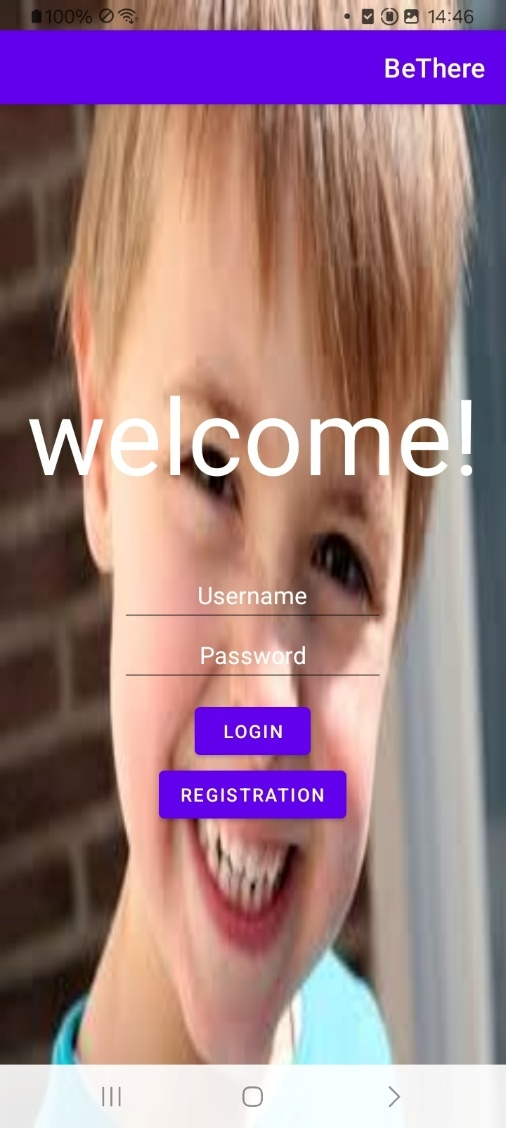 100% 14:46
BeThere
welcome!
Username
Password
LOGIN
REGISTRATION